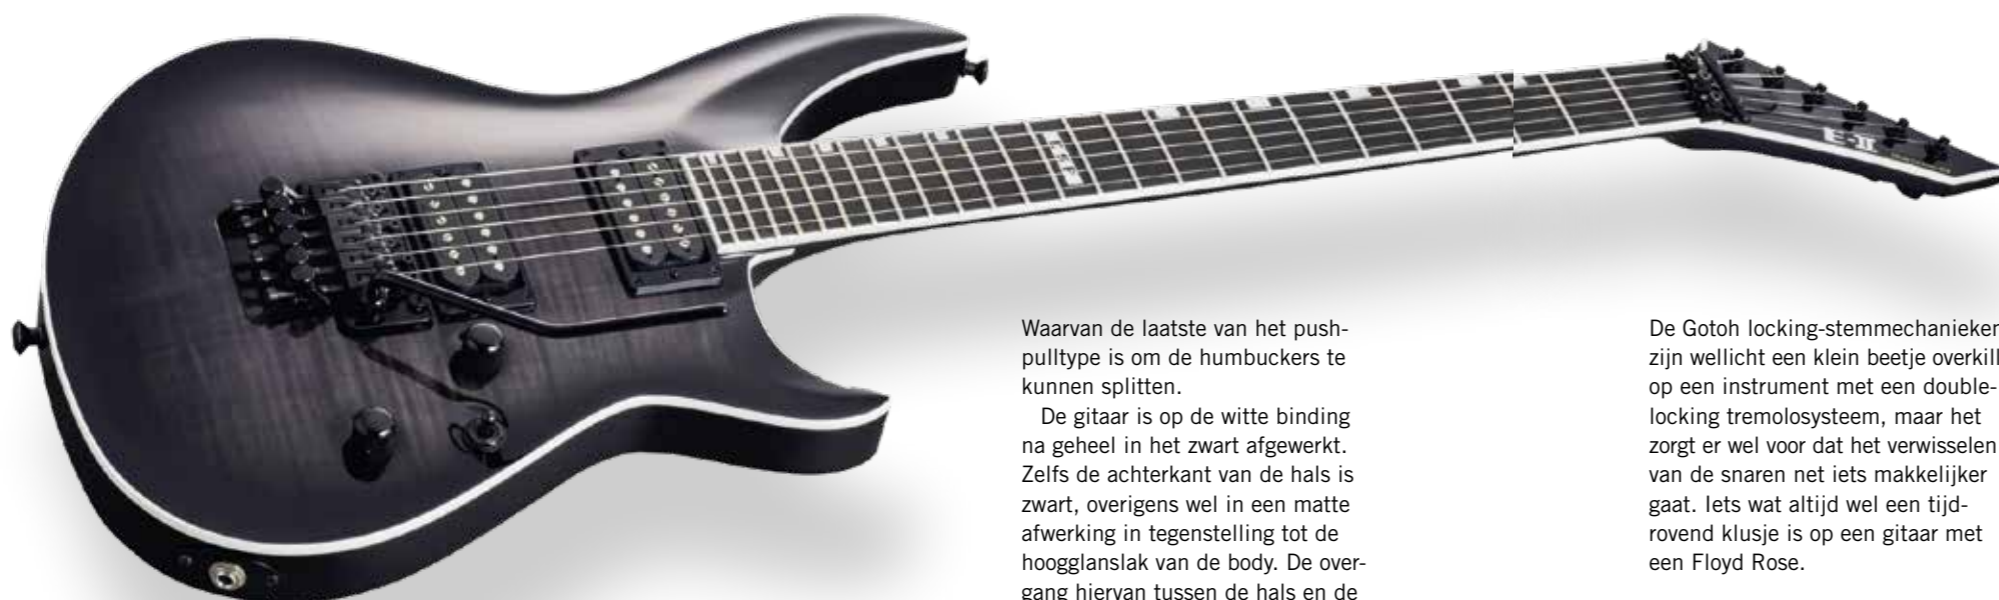 E-II
Waarvan de laatste van het push-
pulltype is om de humbuckers te
kunnen splitten.
De gitaar is op de witte binding
na geheel in het zwart afgewerkt.
Zelfs de achterkant van de hals is
zwart, overigens wel in een matte
afwerking in tegenstelling tot de
hoogglanslak van de body. De over-
gang hiervan tussen de hals en de
De Gotoh locking-stemmechanieken
zijn wellicht een klein beetje overkill
op een instrument met een double-
locking tremolosysteem, maar het
zorgt er wel voor dat het verwisselen
van de snaren net iets makkelijker
gaat. Iets wat altijd wel een tijd-
rovend klusje is op een gitaar met
een Floyd Rose.